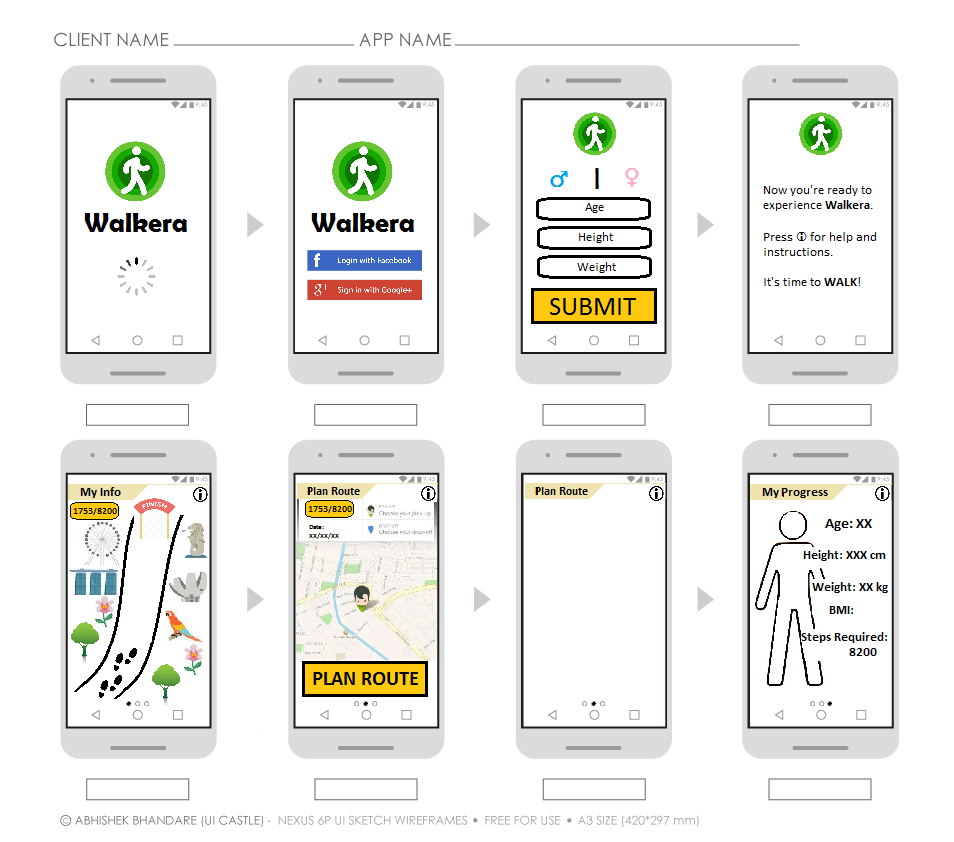 CLIENT NAME APP NAME
9:45
Walkera
9:45
Walkera
f Login with Facebook
g+ Sign in with Google+
9:45
Age
Height
Weight
SUBMIT
9:45
Now you're ready to
experience Walkera.
Press ⓘ for help and
instructions.
It's time to WALK!
9:45
My Info
1753/8200
FINISH
9:45
Plan Route
1753/8200
PICK-UP
Choose your pick up
Date:
xx/xx/xx
DROP-OFF
Choose your drop-off
PLAN ROUTE
9:45
Plan Route
9:45
My Progress
Age: XX
Height: XXX cm
Weight: XX kg
BMI:
Steps Required:
8200
© ABHISHEK BHANDARE (UI CASTLE) - NEXUS 6P UI SKETCH WIREFRAMES • FREE FOR USE • A3 SIZE (420*297 mm)